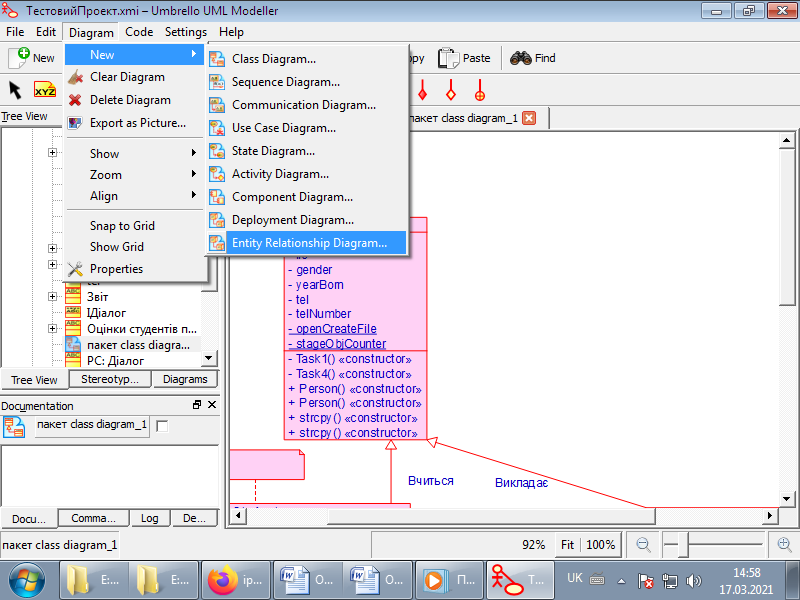 ТестовийПроект.xmi – Umbrello UML Modeller
File Edit Diagram Code Settings Help
New
Paste
Find
XYZ
New
Clear Diagram
Delete Diagram
Export as Picture...
Show
Zoom
Align
Snap to Grid
Show Grid
Properties
Class Diagram...
Sequence Diagram...
Communication Diagram...
Use Case Diagram...
State Diagram...
Activity Diagram...
Component Diagram...
Deployment Diagram...
Entity Relationship Diagram...
Tree View
пакет class diagram_1
- gender
- yearBorn
- tel
- telNumber
- openCreateFile
- stageObjCounter
- Task1() «constructor»
- Task4() «constructor»
+ Person() «constructor»
+ Person() «constructor»
+ strcpy() «constructor»
+ strcpy() «constructor»
Вчиться
Викладає
Звіт
ІДіалог
Оцінки студентів п...
пакет class diagra...
РС: Діалог
Tree View Stereotyp... Diagrams
Documentation
пакет class diagram_1
Docu... Comma... Log De...
пакет class diagram_1
92% Fit 100%
E:... E:... ip... O... O... П... Т...
UK
14:58
17.03.2021